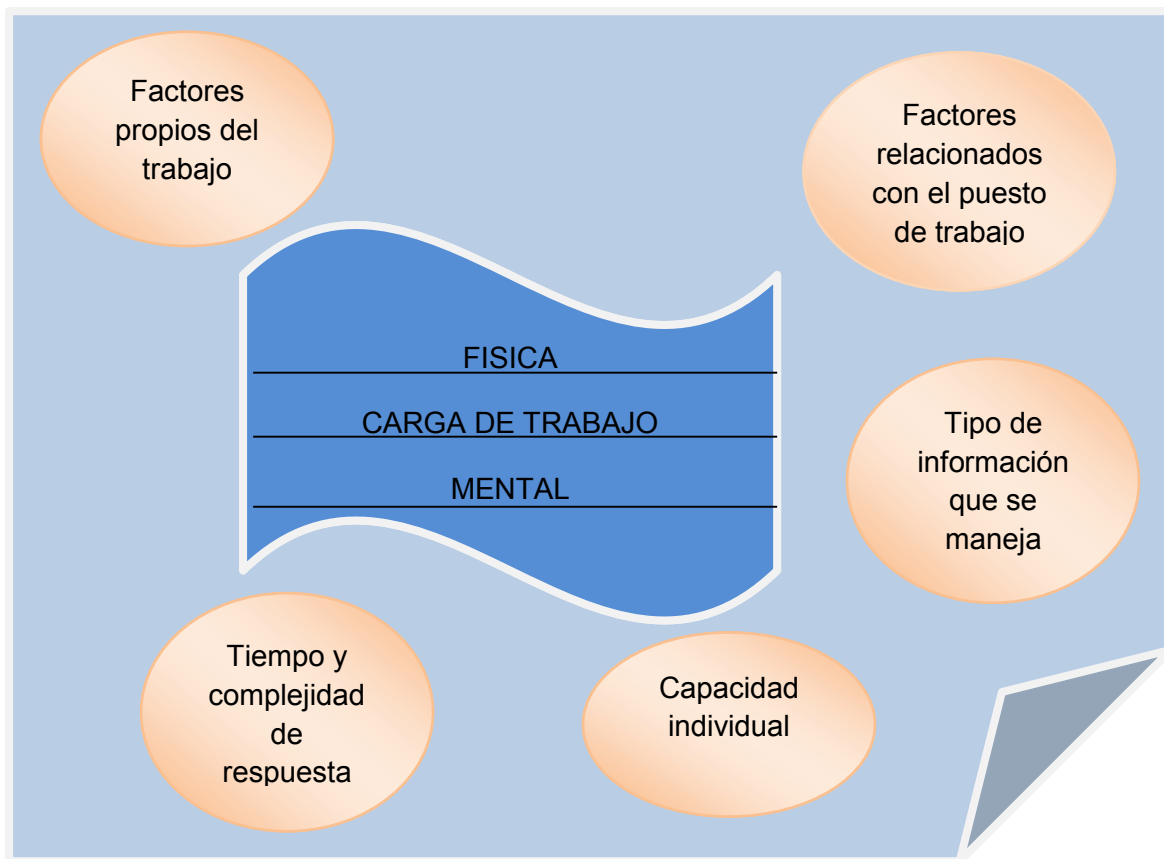 Factores
propios del
trabajo
Factores
relacionados
con el puesto
de trabajo
FISICA
CARGA DE TRABAJO
MENTAL
Tipo de
información
que se
maneja
Tiempo y
complejidad
de
respuesta
Capacidad
individual